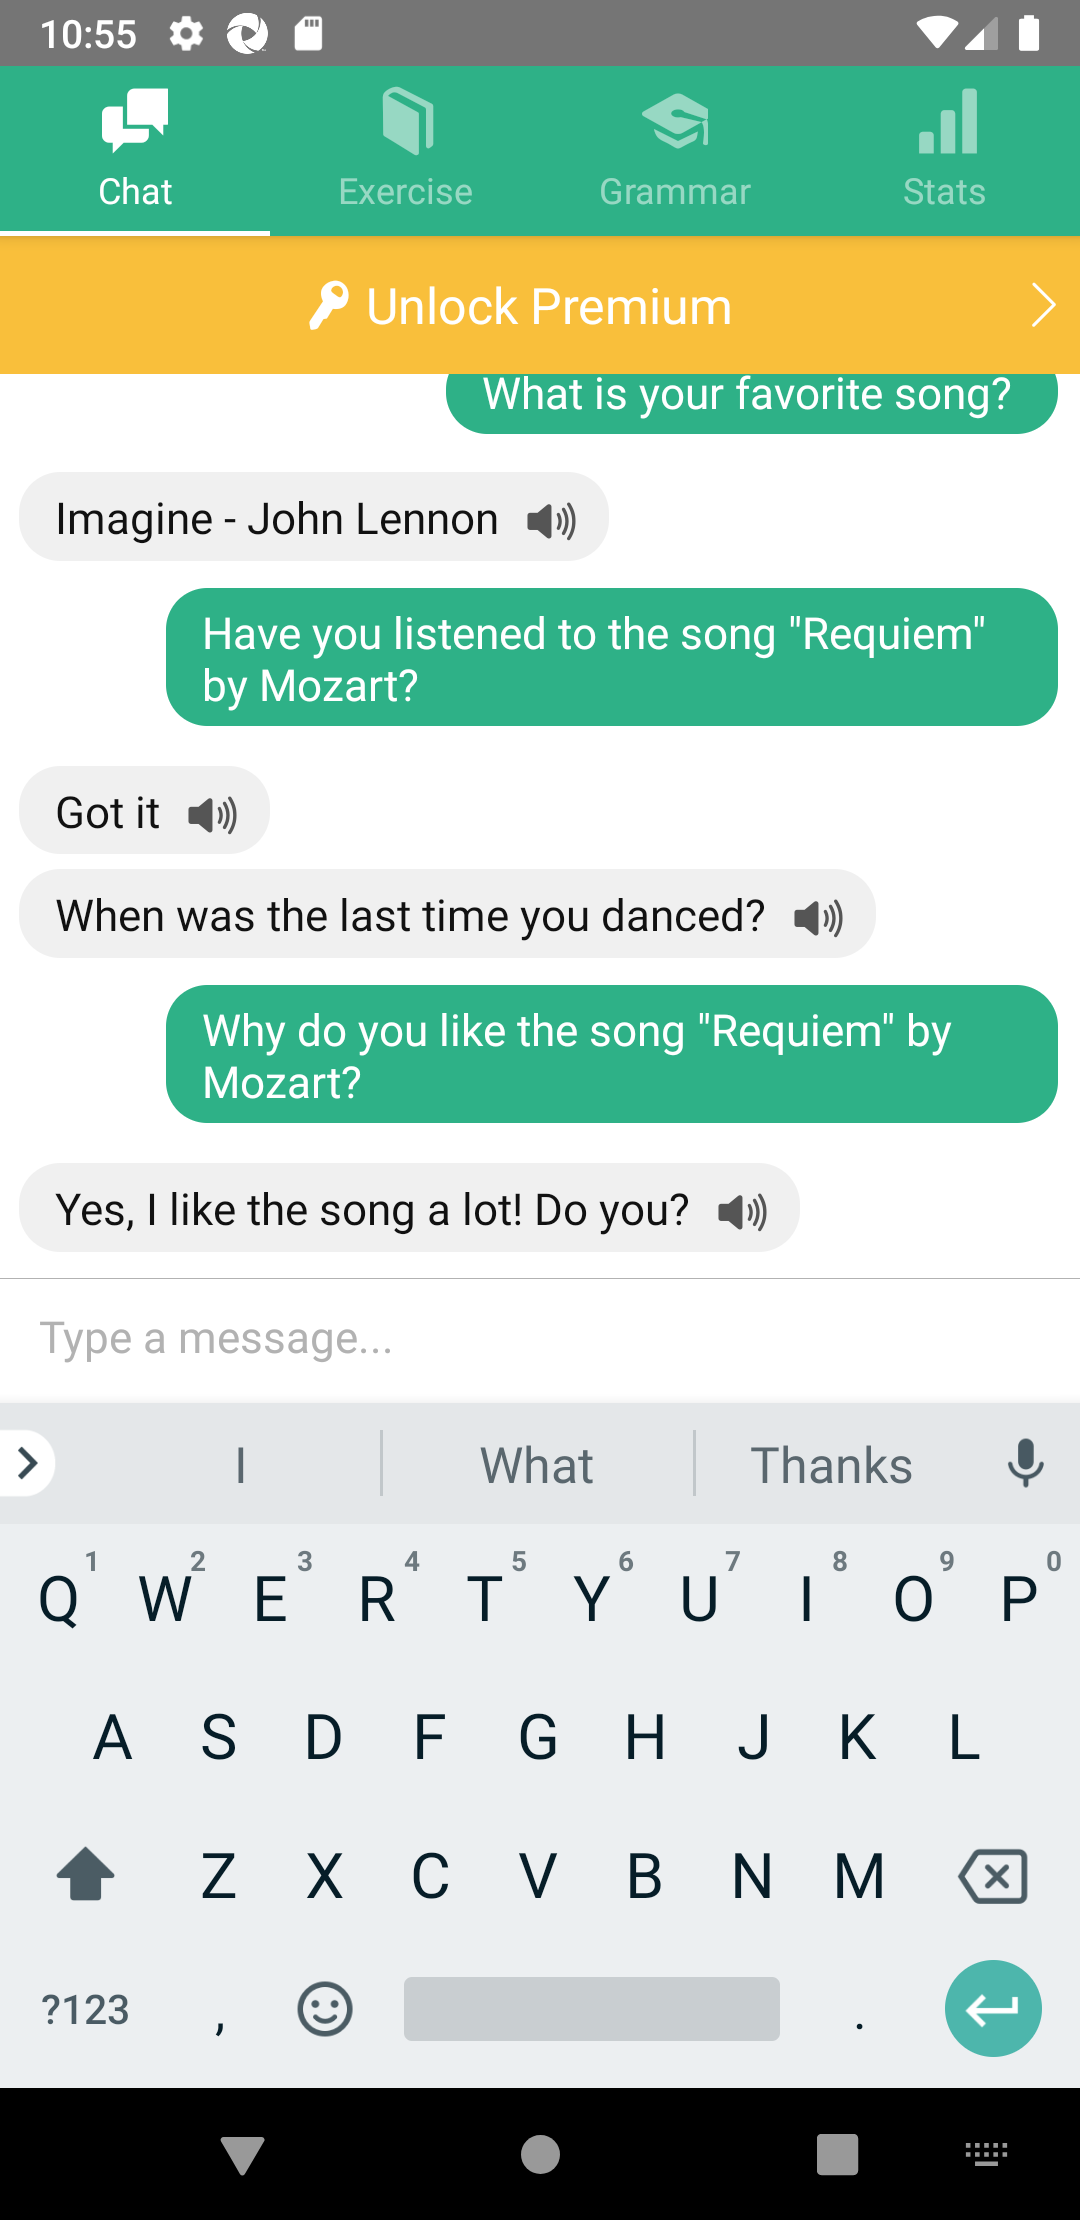 10:55
Chat
Exercise
Grammar
Stats
Unlock Premium
What is your favorite song?
Imagine - John Lennon
Have you listened to the song "Requiem"
by Mozart?
Got it
When was the last time you danced?
Why do you like the song "Requiem" by
Mozart?
Yes, I like the song a lot! Do you?
Type a message...
I What Thanks
Q 1 W 2 E 3 R 4 T 5 Y 6 U 7 I 8 O 9 P 0
A S D F G H J K L
Z X C V B N M
?123 , .